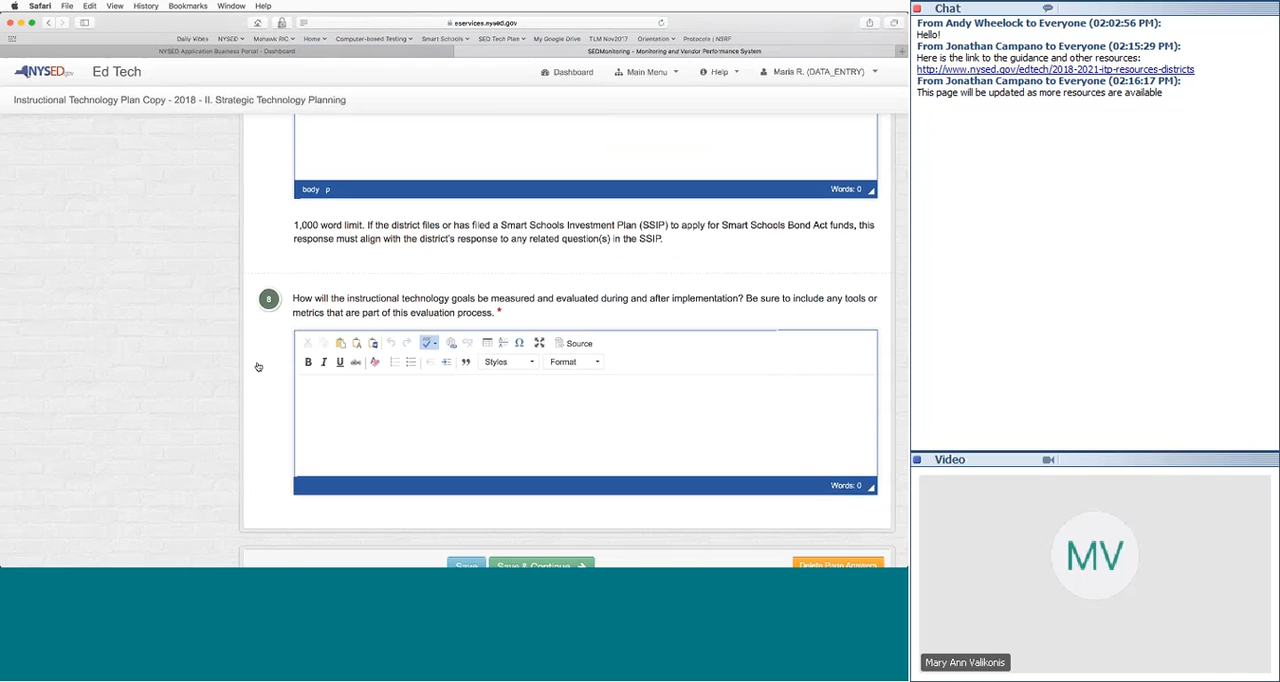 Safari File Edit View History Bookmarks Window Help
eservices.nysed.gov
Daily Vibes NYSED Mohawk RIC Home Computer-based Testing Smart Schools SED Tech Plan My Google Drive TLM Nov2017 Orientation Protocols | NSRF
NYSED Application Business Portal - Dashboard
SEDMonitoring - Monitoring and Vendor Performance System
NYSED.gov Ed Tech
Dashboard Main Menu Help Maria R. (DATA_ENTRY)
Instructional Technology Plan Copy - 2018 - II. Strategic Technology Planning
body p Words: 0
1,000 word limit. If the district files or has filed a Smart Schools Investment Plan (SSIP) to apply for Smart Schools Bond Act funds, this
response must align with the district's response to any related question(s) in the SSIP.
8 How will the instructional technology goals be measured and evaluated during and after implementation? Be sure to include any tools or
metrics that are part of this evaluation process. *
Source
B I U abc Styles Format
Words: 0
Save Save & Continue Delete Page Answers
Chat
From Andy Wheelock to Everyone (02:02:56 PM):
Hello!
From Jonathan Campano to Everyone (02:15:29 PM):
Here is the link to the guidance and other resources:
http://www.nysed.gov/edtech/2018-2021-itp-resources-districts
From Jonathan Campano to Everyone (02:16:17 PM):
This page will be updated as more resources are available
Video
MV
Mary Ann Valikonis